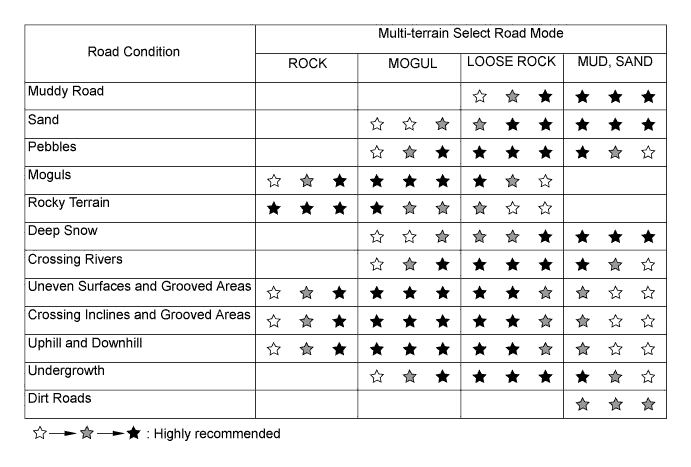 Road Condition
Multi-terrain Select Road Mode
ROCK MOGUL LOOSE ROCK MUD, SAND
Muddy Road ☆ ★ ★ ★ ★ ★
Sand ☆ ☆ ★ ★ ★ ★ ★ ★ ★
Pebbles ☆ ★ ★ ★ ★ ★ ★ ★ ☆
Moguls ☆ ★ ★ ★ ★ ★ ★ ★ ☆
Rocky Terrain ★ ★ ★ ★ ★ ★ ★ ☆ ☆
Deep Snow ☆ ☆ ★ ★ ★ ★ ★ ★ ★
Crossing Rivers ☆ ★ ★ ★ ★ ★ ★ ★ ☆
Uneven Surfaces and Grooved Areas ☆ ★ ★ ★ ★ ★ ★ ★ ★ ★ ☆ ☆
Crossing Inclines and Grooved Areas ☆ ★ ★ ★ ★ ★ ★ ★ ★ ★ ☆ ☆
Uphill and Downhill ☆ ★ ★ ★ ★ ★ ★ ★ ★ ★ ☆ ☆
Undergrowth ☆ ★ ★ ★ ★ ★ ★ ★ ☆
Dirt Roads ★ ★ ★
☆ → ★ → ★ : Highly recommended